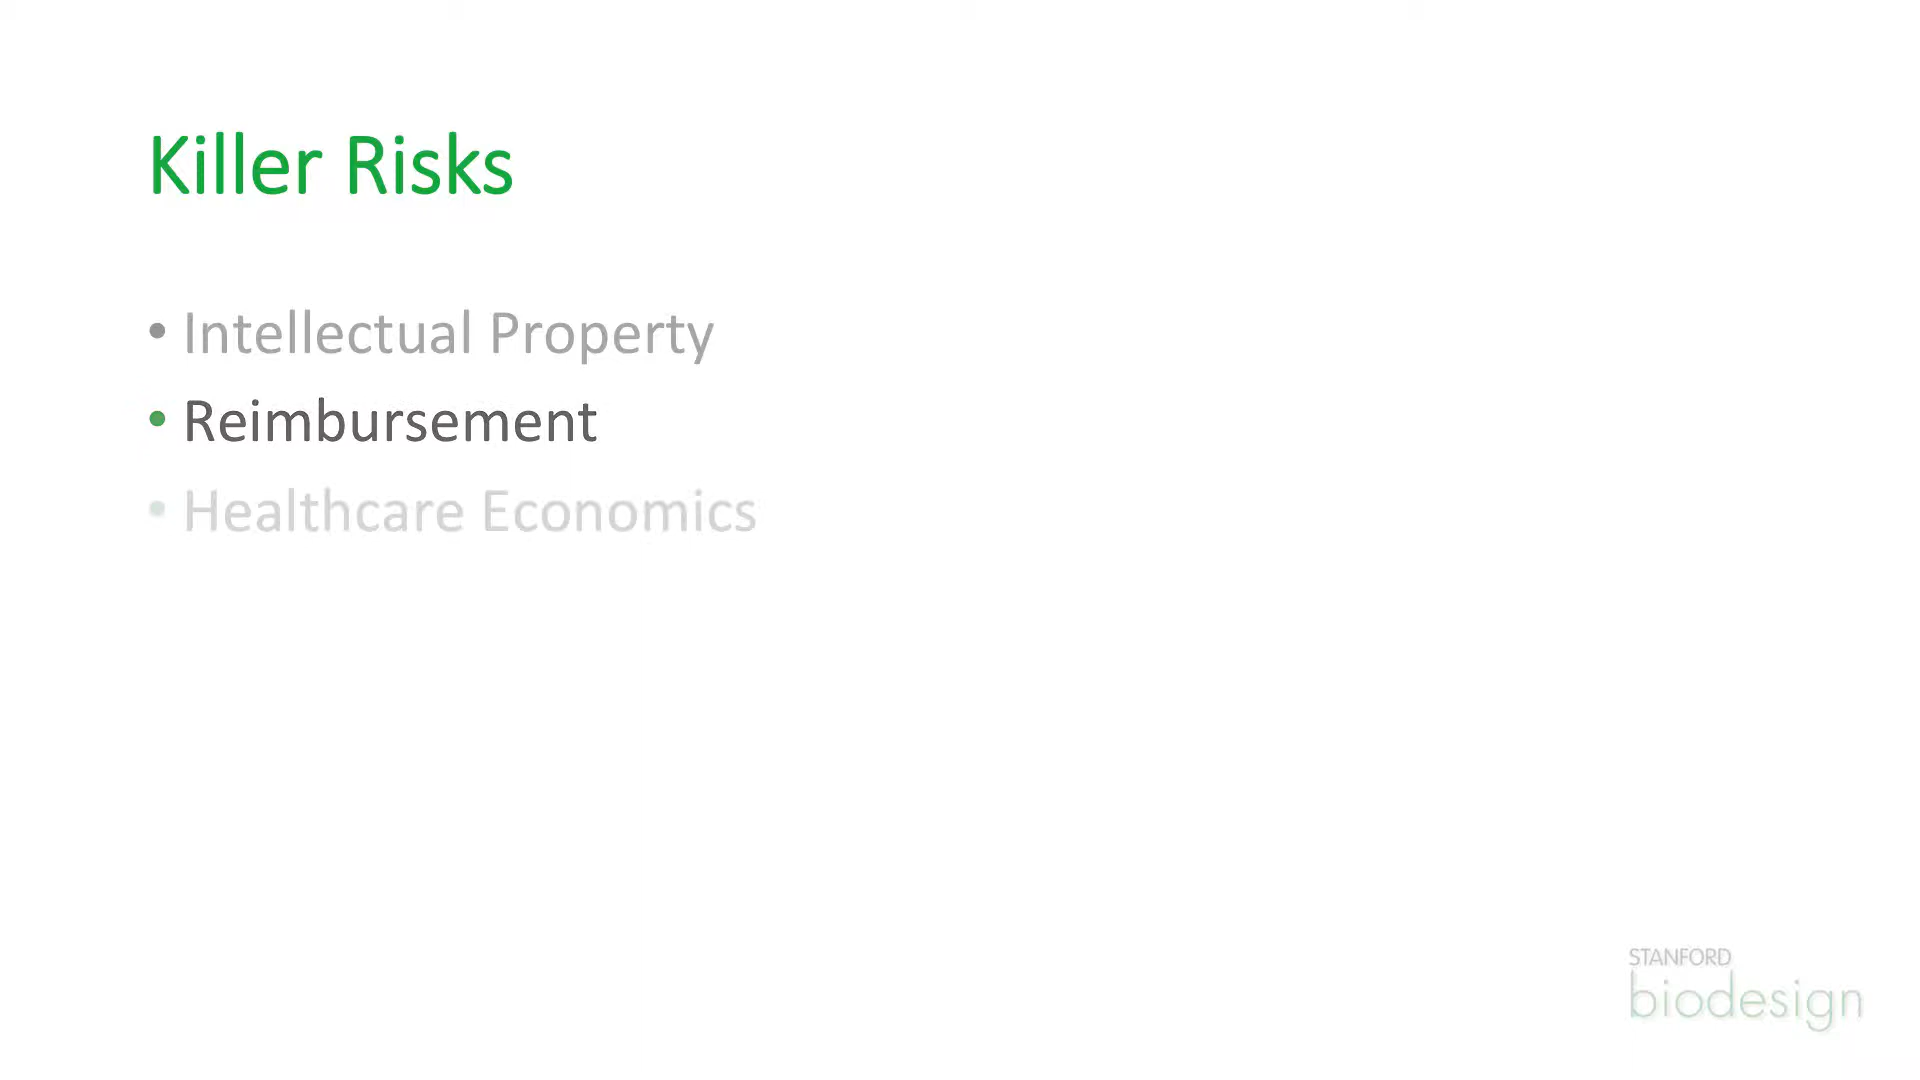 Killer Risks
• Intellectual Property
• Reimbursement
• Healthcare Economics
STANFORD
biodesign